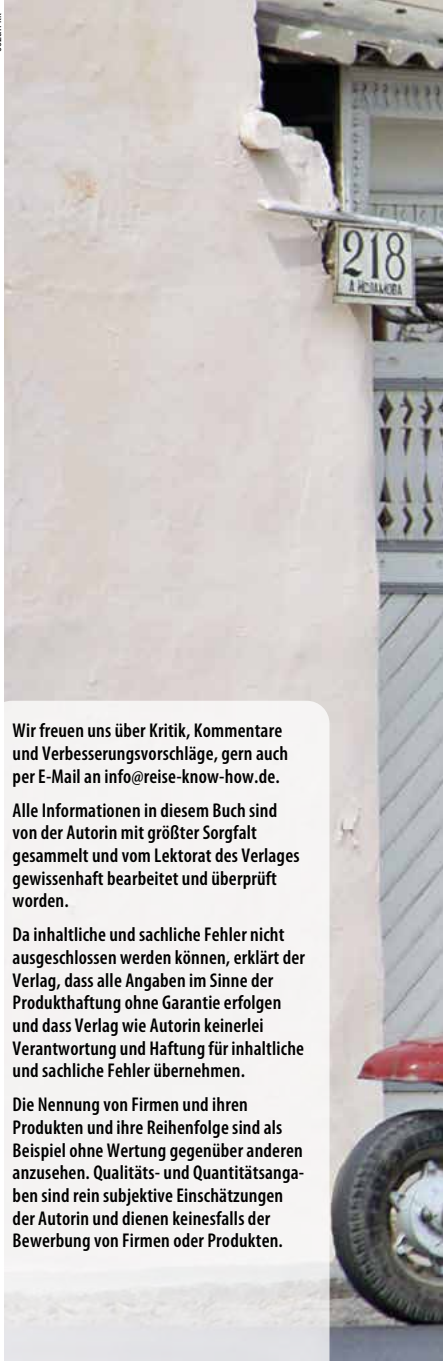 218
Wir freuen uns über Kritik, Kommentare
und Verbesserungsvorschläge, gern auch
per E-Mail an info@reise-know-how.de.
Alle Informationen in diesem Buch sind
von der Autorin mit größter Sorgfalt
gesammelt und vom Lektorat des Verlages
gewissenhaft bearbeitet und überprüft
worden.
Da inhaltliche und sachliche Fehler nicht
ausgeschlossen werden können, erklärt der
Verlag, dass alle Angaben im Sinne der
Produkthaftung ohne Garantie erfolgen
und dass Verlag wie Autorin keinerlei
Verantwortung und Haftung für inhaltliche
und sachliche Fehler übernehmen.
Die Nennung von Firmen und ihren
Produkten und ihre Reihenfolge sind als
Beispiel ohne Wertung gegenüber anderen
anzusehen. Qualitäts- und Quantitätsanga-
ben sind rein subjektive Einschätzungen
der Autorin und dienen keinesfalls der
Bewerbung von Firmen oder Produkten.